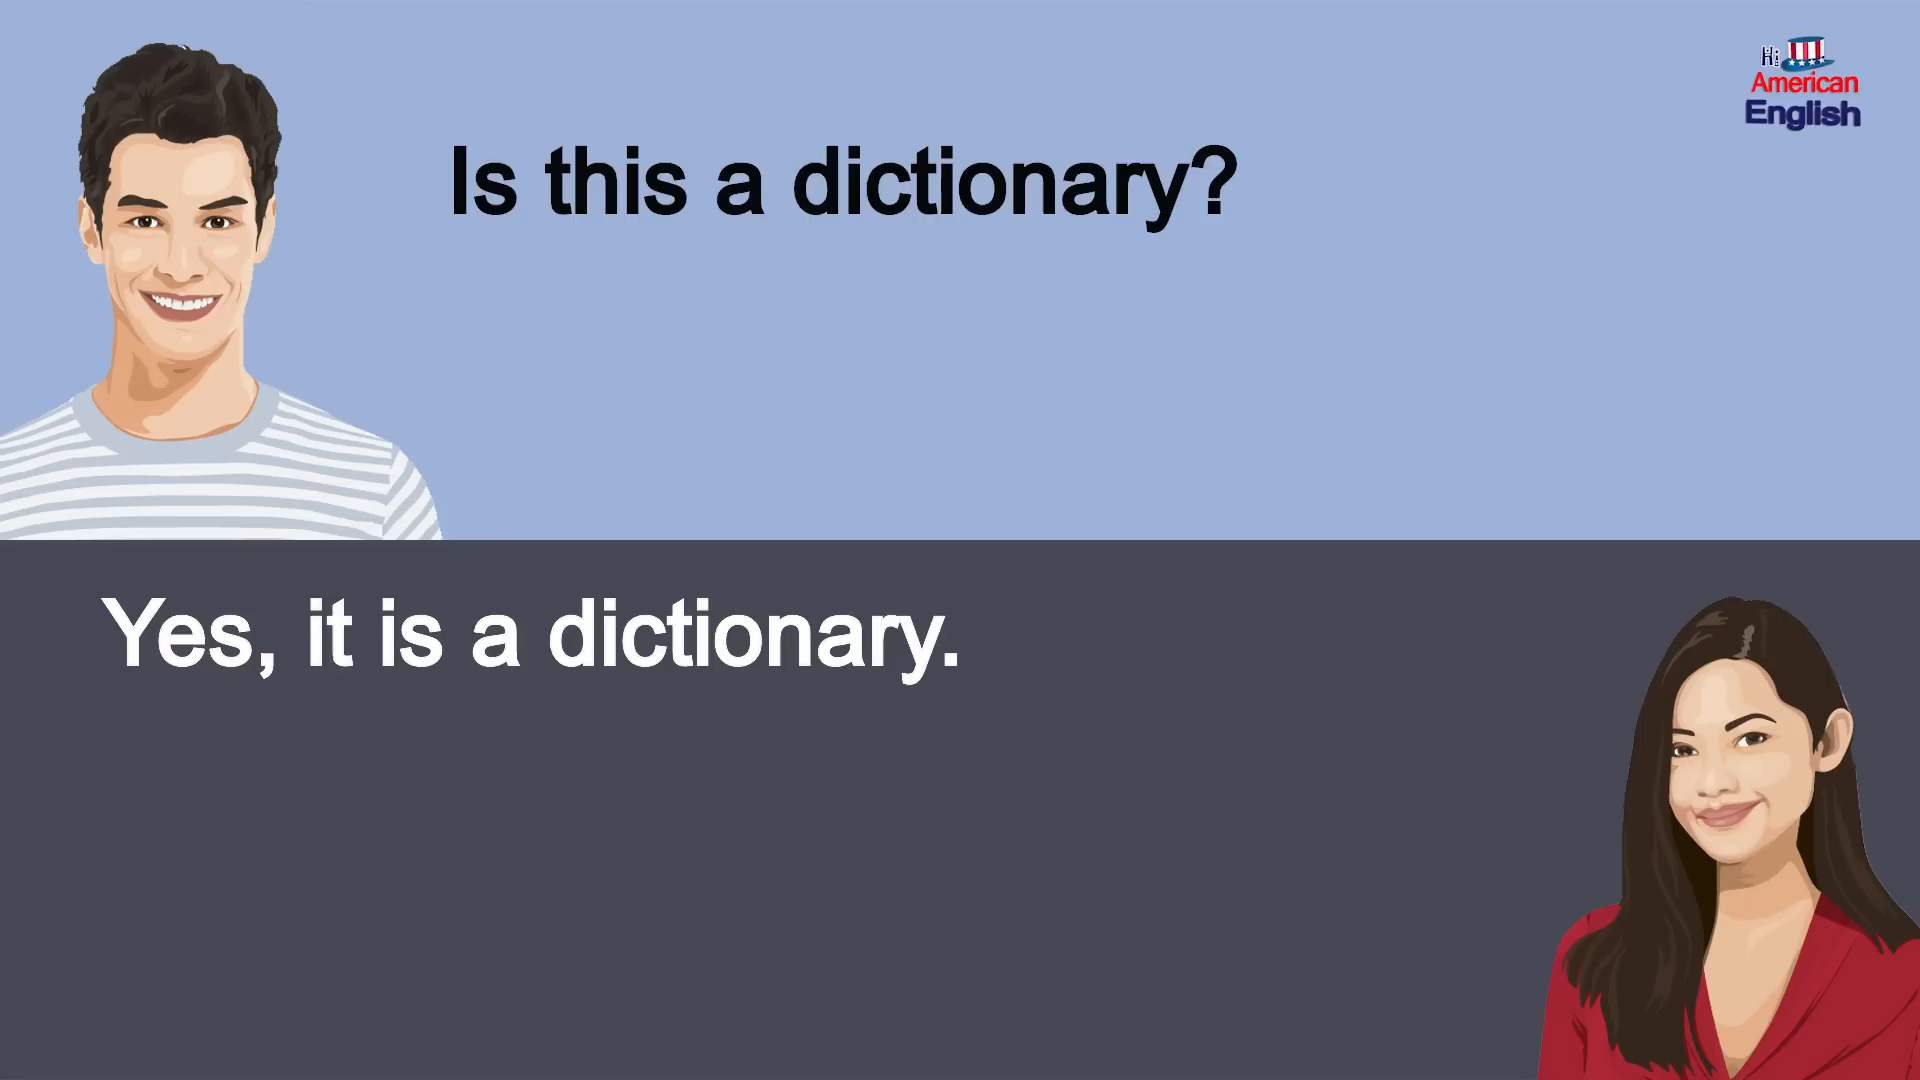 Hi
American
English
Is this a dictionary?
Yes, it is a dictionary.